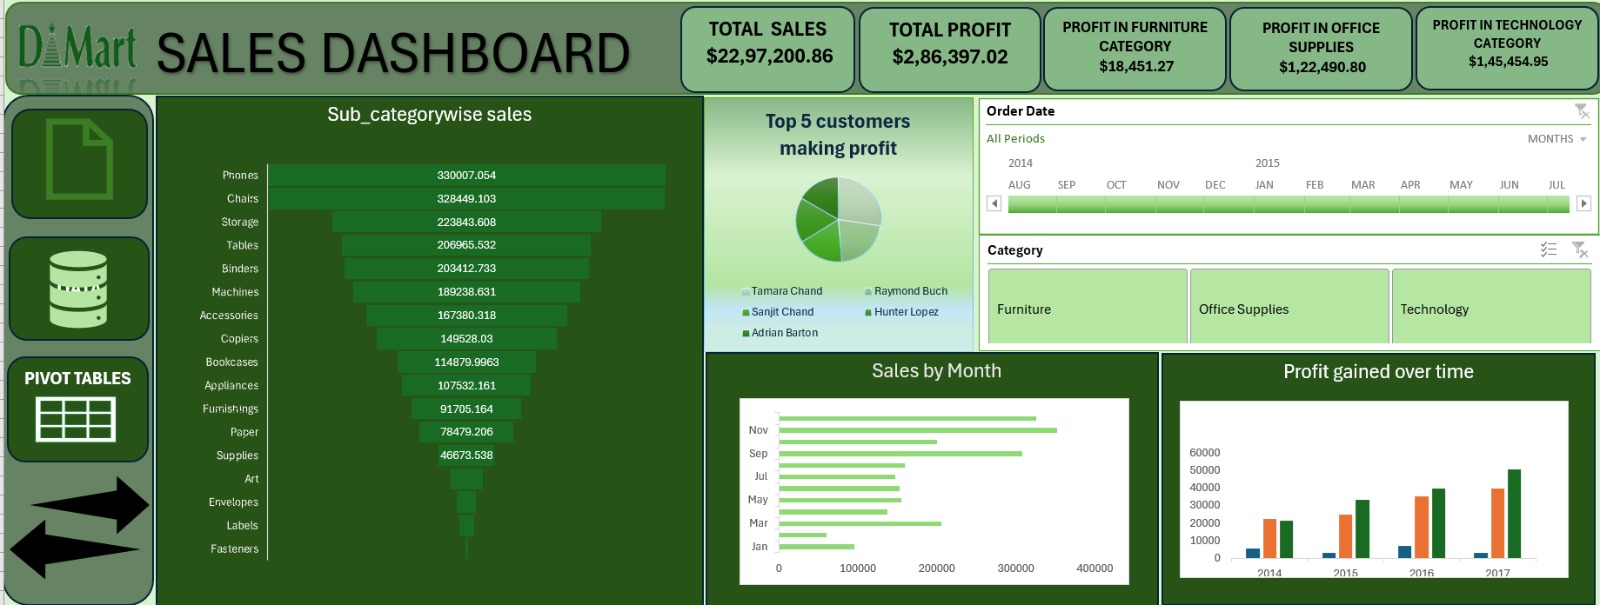 DMart
SALES DASHBOARD
TOTAL SALES
$22,97,200.86
TOTAL PROFIT
$2,86,397.02
PROFIT IN FURNITURE
CATEGORY
$18,451.27
PROFIT IN OFFICE
SUPPLIES
$1,22,490.80
PROFIT IN TECHNOLOGY
CATEGORY
$1,45,454.95
PIVOT TABLES
Sub_categorywise sales
Phones 330007.054
Chairs 328449.103
Storage 223843.608
Tables 206965.532
Binders 203412.733
Machines 189238.631
Accessories 167380.318
Copiers 149528.03
Bookcases 114879.9963
Appliances 107532.161
Furnishings 91705.164
Paper 78479.206
Supplies 46673.538
Art
Envelopes
Labels
Fasteners
Top 5 customers
making profit
Tamara Chand Raymond Buch
Sanjit Chand Hunter Lopez
Adrian Barton
Order Date
All Periods MONTHS
2014 2015
AUG SEP OCT NOV DEC JAN FEB MAR APR MAY JUN JUL
Category
Furniture Office Supplies Technology
Sales by Month
Nov
Sep
Jul
May
Mar
Jan
0 100000 200000 300000 400000
Profit gained over time
60000
50000
40000
30000
20000
10000
0
2014 2015 2016 2017